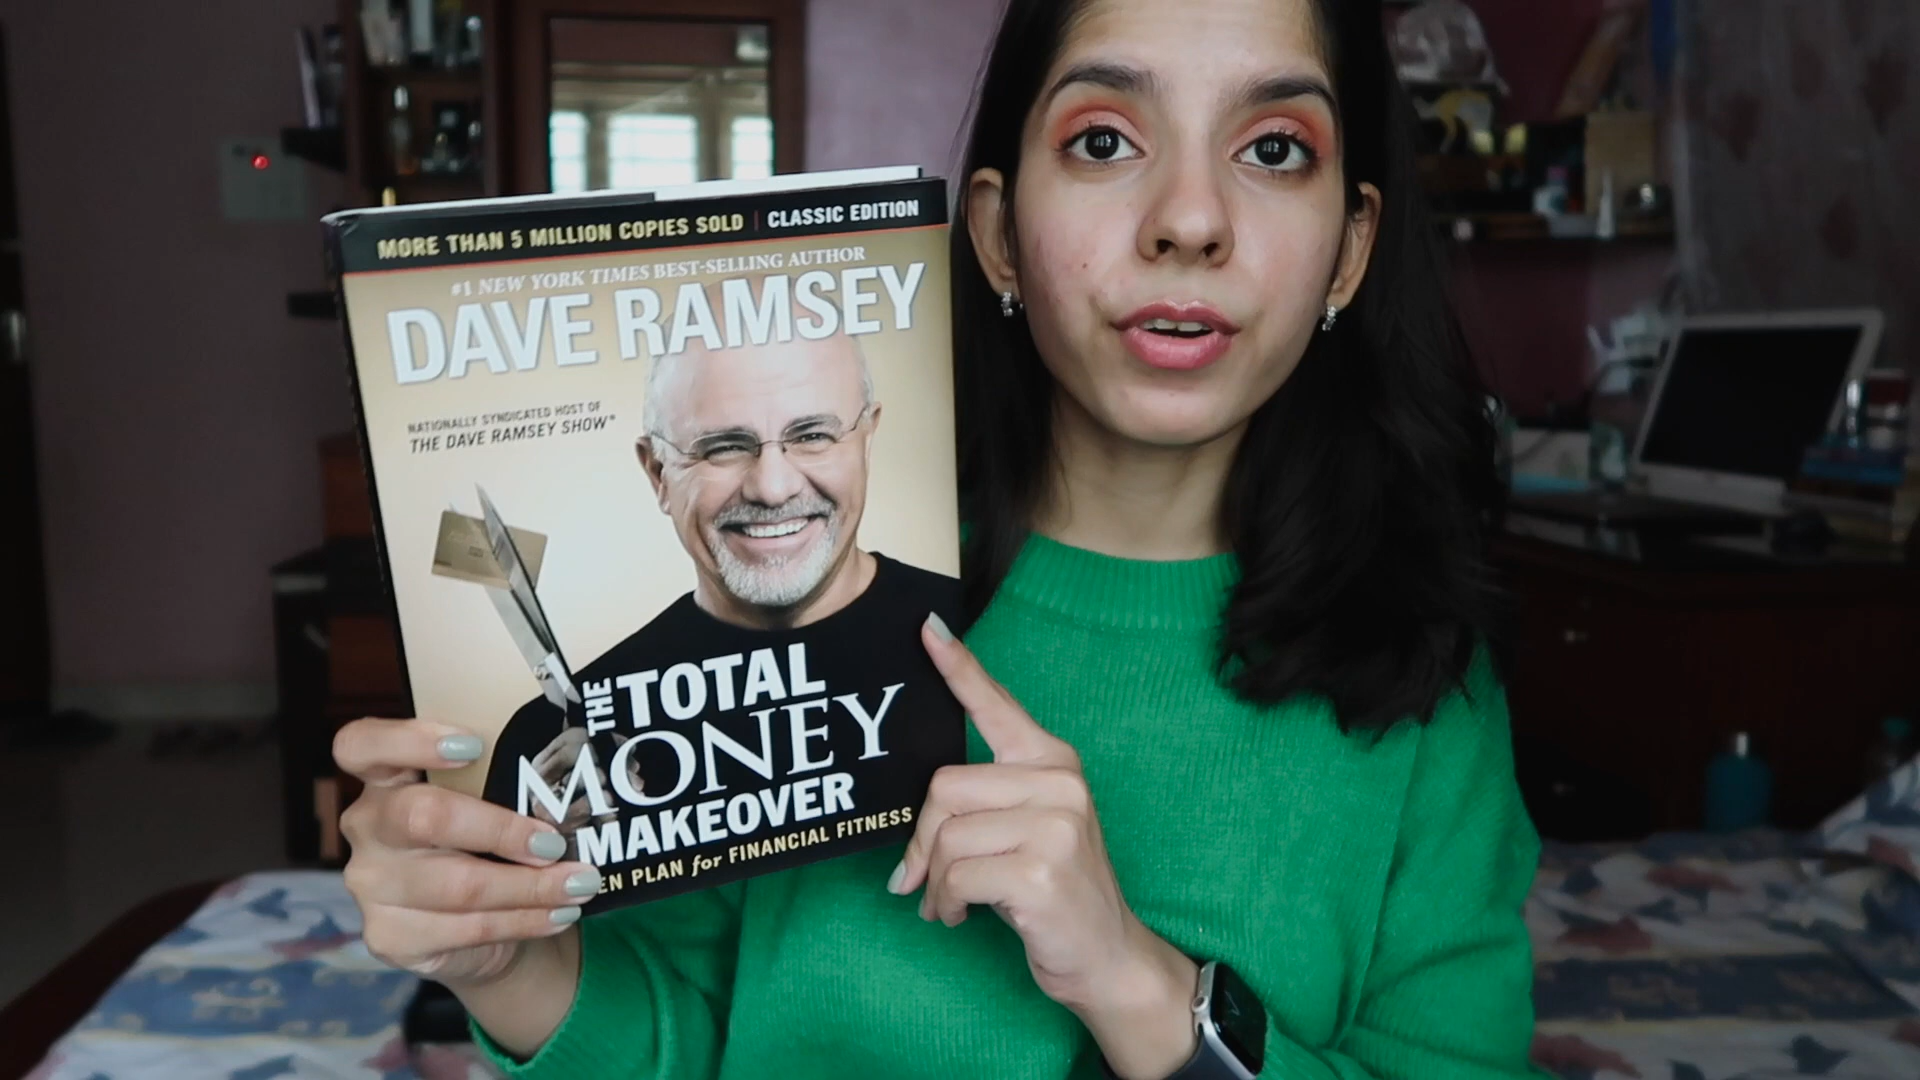 MORE THAN 5 MILLION COPIES SOLD | CLASSIC EDITION
#1 NEW YORK TIMES BEST-SELLING AUTHOR
DAVE RAMSEY
NATIONALLY SYNDICATED HOST OF
THE DAVE RAMSEY SHOW®
THE TOTAL
MONEY
MAKEOVER
PLAN for FINANCIAL FITNESS